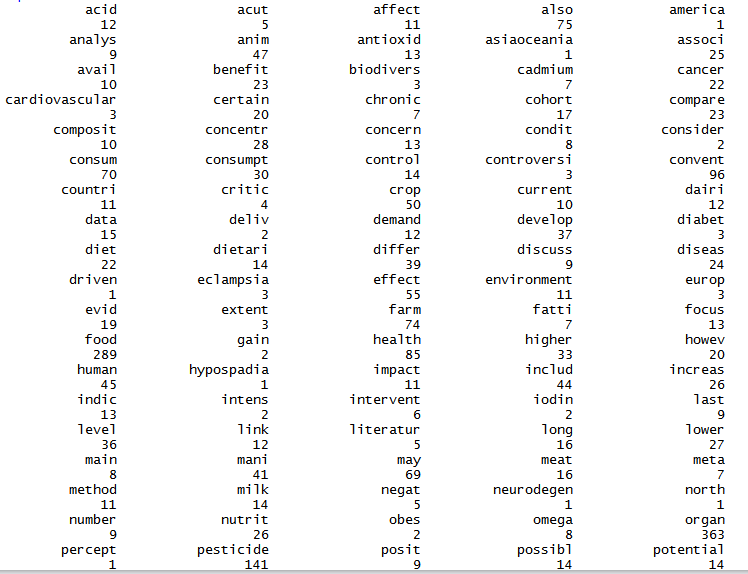 acid acut affect also america
12 5 11 75 1
analys anim antioxid asiaoceania associ
9 47 13 1 25
avail benefit biodivers cadmium cancer
10 23 3 7 22
cardiovascular certain chronic cohort compare
3 20 7 17 23
composit concentr concern condit consider
10 28 13 8 2
consum consumpt control controversi convent
70 30 14 3 96
countri critic crop current dairi
11 4 50 10 12
data deliv demand develop diabet
15 2 12 37 3
diet dietari differ discuss diseas
22 14 39 9 24
driven eclampsia effect environment europ
1 3 55 11 3
evid extent farm fatti focus
19 3 74 7 13
food gain health higher howev
289 2 85 33 20
human hypospadia impact includ increas
45 1 11 44 26
indic intens intervent iodin last
13 2 6 2 9
level link literatur long lower
36 12 5 16 27
main mani may meat meta
8 41 69 16 7
method milk negat neurodegen north
11 14 5 1 1
number nutrit obes omega organ
9 26 2 8 363
percept pesticide posit possibl potential
1 141 9 14 14